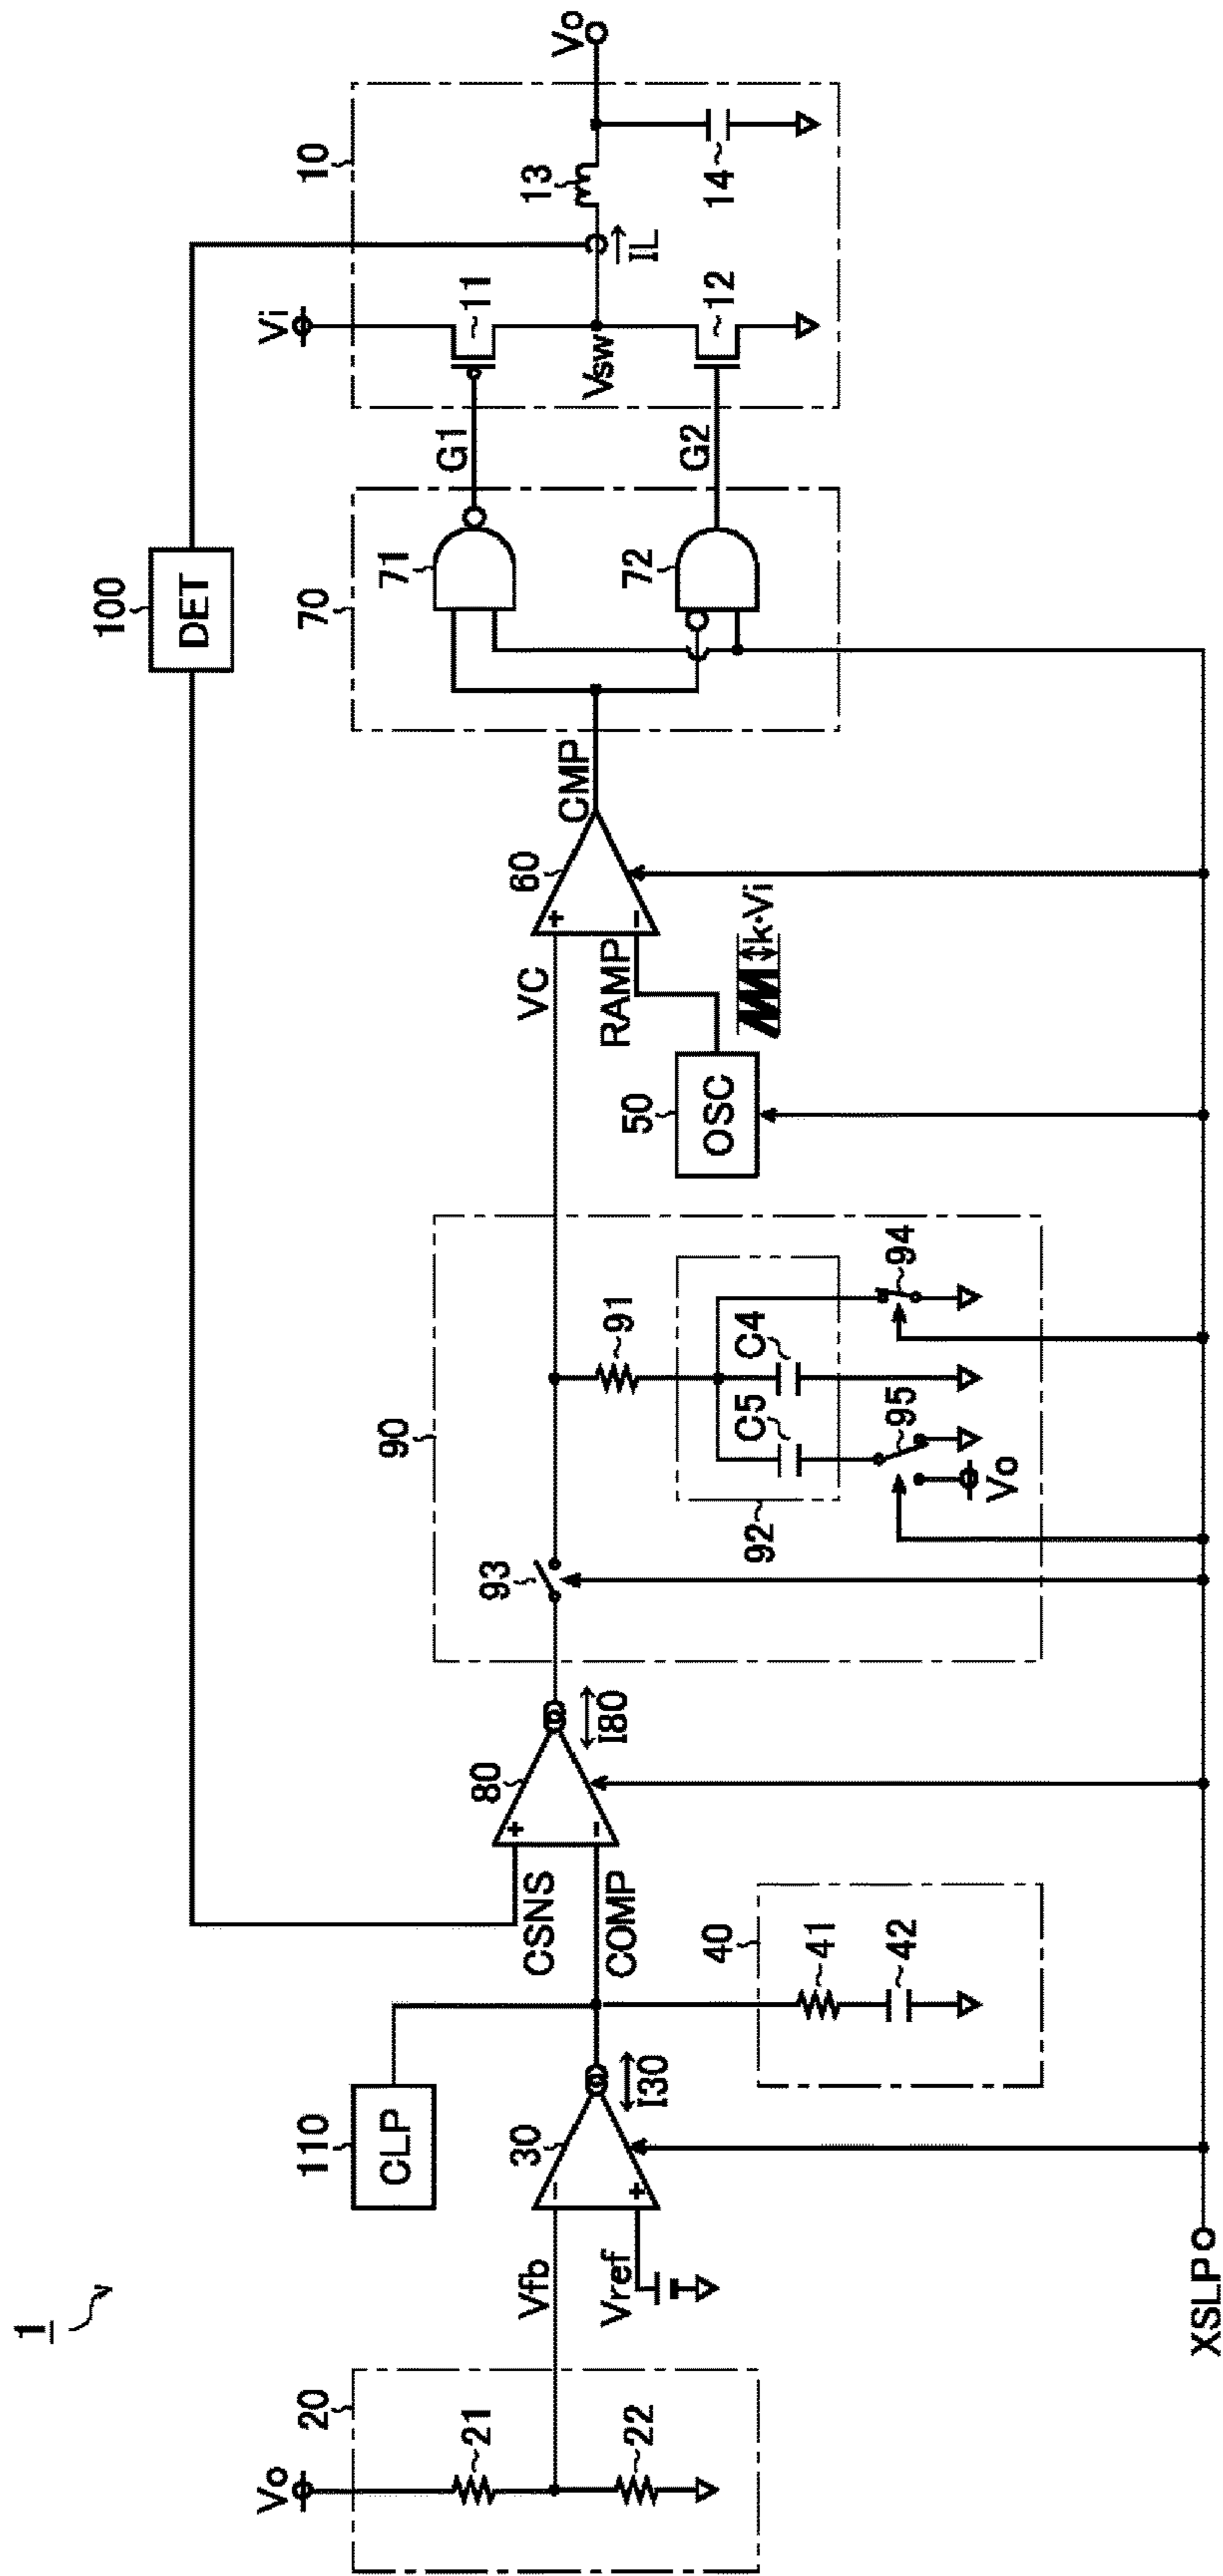 1
Vo
20
21
22
Vfb
Vref
110
CLP
30
I30
CSNS
COMP
40
41
42
80
I80
90
93
91
92
C5
C4
95
94
Vo
50
OSC
VC
RAMP
k·Vi
60
CMP
100
DET
70
71
72
G1
G2
10
Vi
11
12
Vsw
IL
13
14
Vo
XSLP